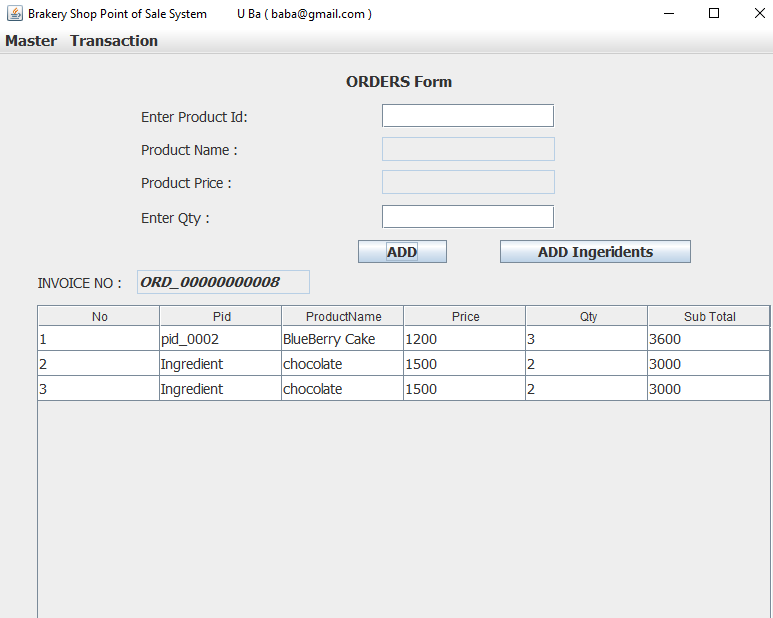 Brakery Shop Point of Sale System U Ba ( baba@gmail.com )
Master Transaction
ORDERS Form
Enter Product Id:
Product Name :
Product Price :
Enter Qty :
ADD ADD Ingeridents
INVOICE NO : ORD_00000000008
No Pid ProductName Price Qty Sub Total
1 pid_0002 BlueBerry Cake 1200 3 3600
2 Ingredient chocolate 1500 2 3000
3 Ingredient chocolate 1500 2 3000